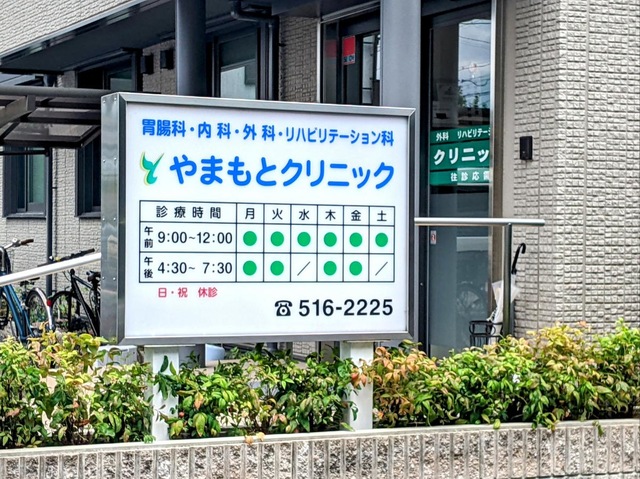 胃腸科・内科・外科・リハビリテーション科
やまもとクリニック
診療時間 月 火 水 木 金 土
午前 9:00~12:00 ● ● ● ● ● ●
午後 4:30~ 7:30 ● ● ／ ● ● ／
日・祝 休診
☎ 516-2225
外科 リハビリテーシ
クリニッ
往診応需